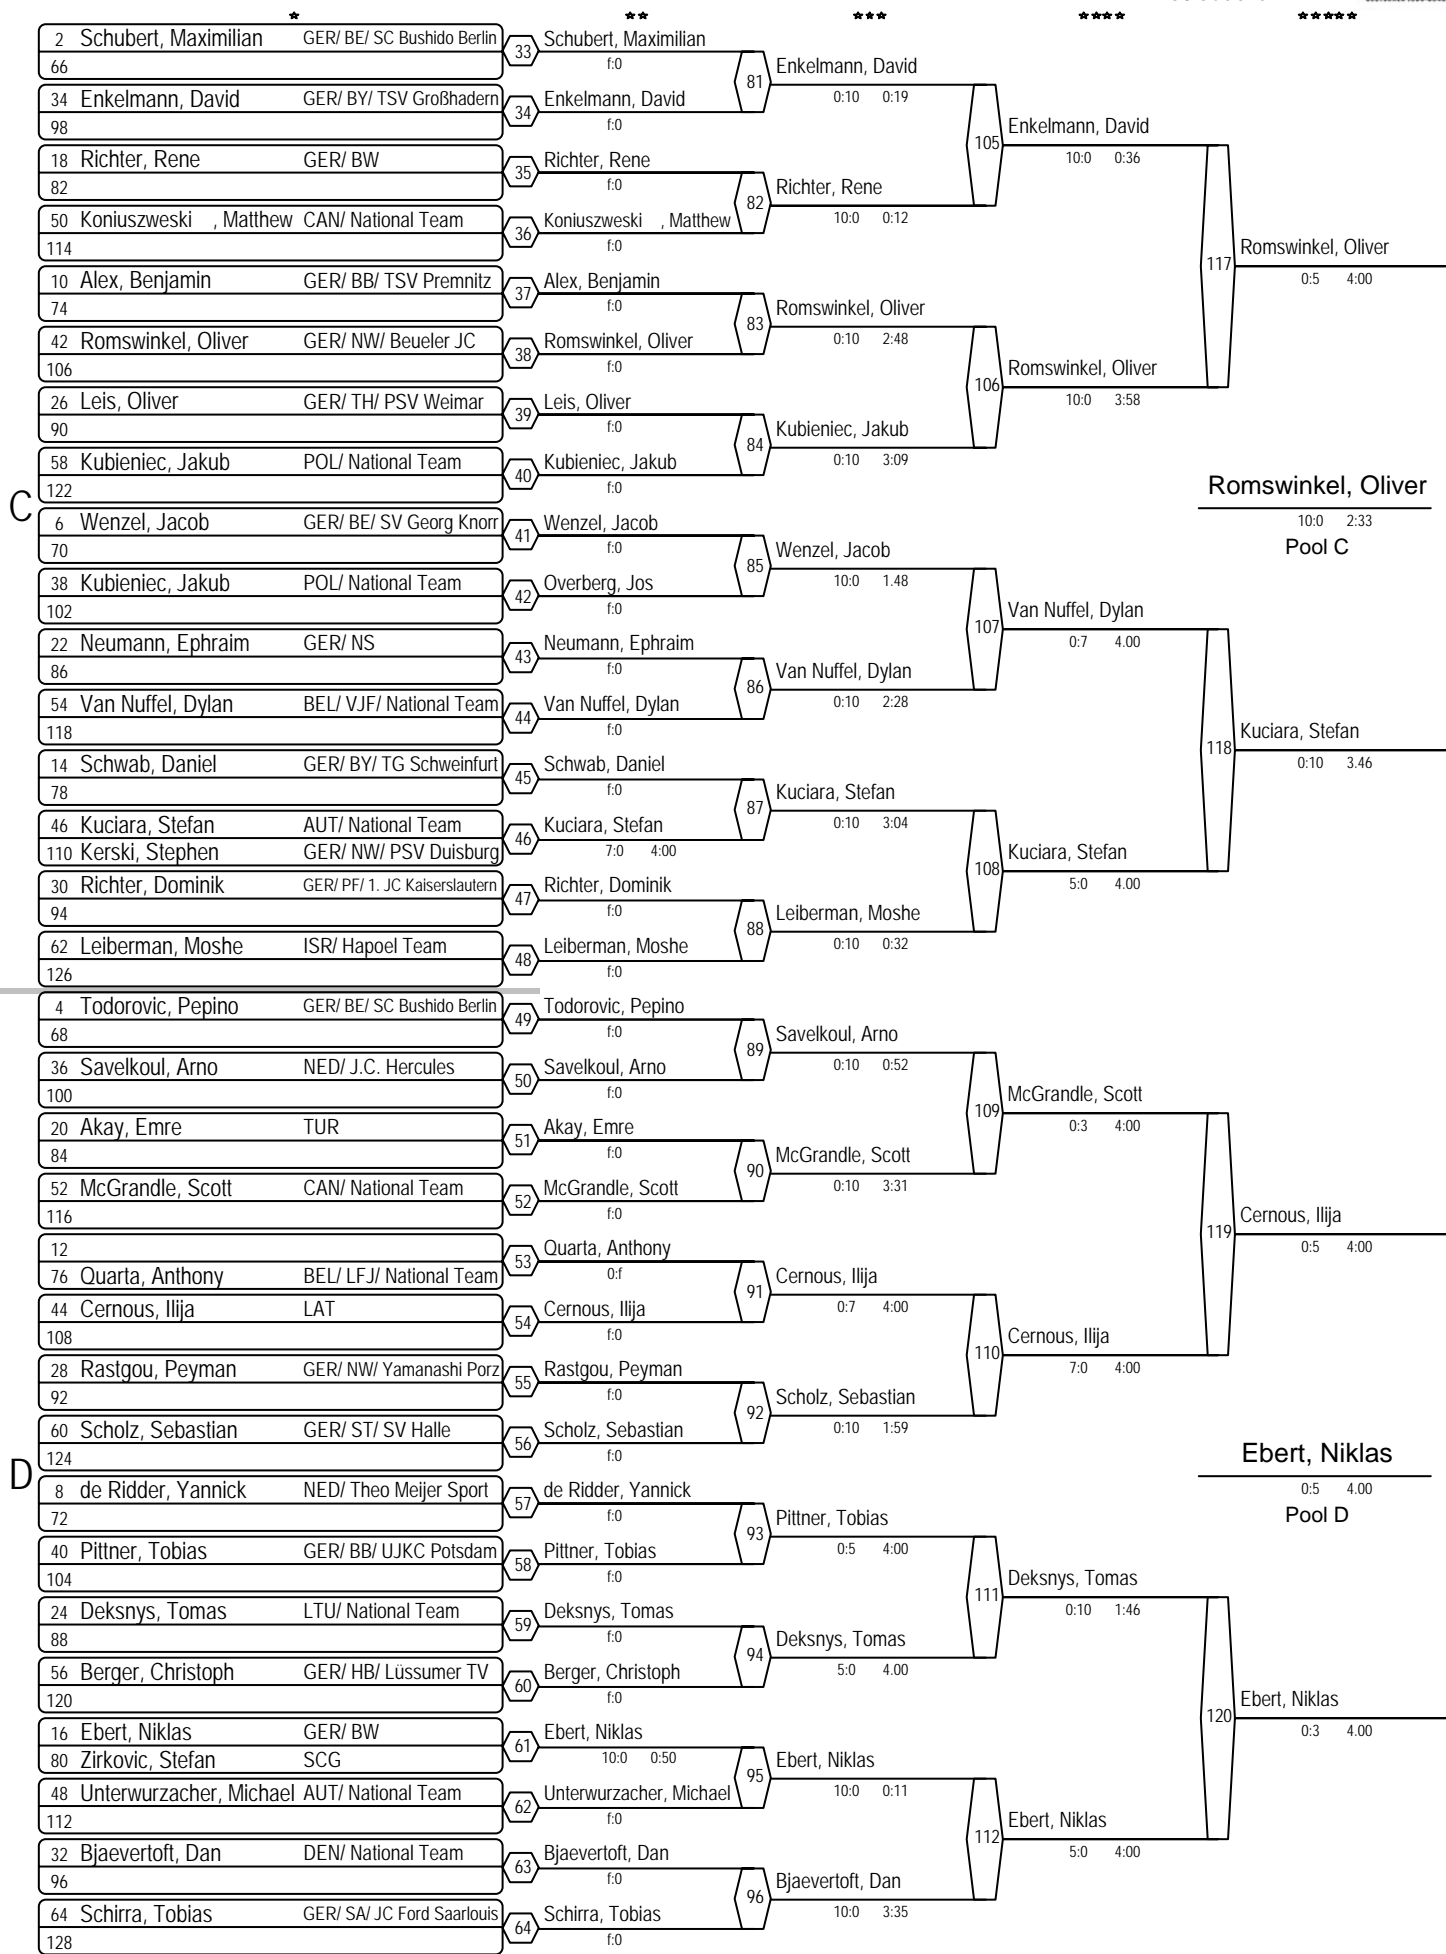 2 Schubert, Maximilian GER/ BE/ SC Bushido Berlin
66
33
Schubert, Maximilian
f:0
34 Enkelmann, David GER/ BY/ TSV Großhadern
98
34
Enkelmann, David
f:0
81
Enkelmann, David
0:10 0:19
18 Richter, Rene GER/ BW
82
35
Richter, Rene
f:0
50 Koniuszweski , Matthew CAN/ National Team
114
36
Koniuszweski , Matthew
f:0
82
Richter, Rene
10:0 0:12
105
Enkelmann, David
10:0 0:36
10 Alex, Benjamin GER/ BB/ TSV Premnitz
74
37
Alex, Benjamin
f:0
42 Romswinkel, Oliver GER/ NW/ Beueler JC
106
38
Romswinkel, Oliver
f:0
83
Romswinkel, Oliver
0:10 2:48
26 Leis, Oliver GER/ TH/ PSV Weimar
90
39
Leis, Oliver
f:0
58 Kubieniec, Jakub POL/ National Team
122
40
Kubieniec, Jakub
f:0
84
Kubieniec, Jakub
0:10 3:09
106
Romswinkel, Oliver
10:0 3:58
117
Romswinkel, Oliver
0:5 4:00
C
Romswinkel, Oliver
10:0 2:33
Pool C
6 Wenzel, Jacob GER/ BE/ SV Georg Knorr
70
41
Wenzel, Jacob
f:0
38 Kubieniec, Jakub POL/ National Team
102
42
Overberg, Jos
f:0
85
Wenzel, Jacob
10:0 1.48
22 Neumann, Ephraim GER/ NS
86
43
Neumann, Ephraim
f:0
54 Van Nuffel, Dylan BEL/ VJF/ National Team
118
44
Van Nuffel, Dylan
f:0
86
Van Nuffel, Dylan
0:10 2:28
107
Van Nuffel, Dylan
0:7 4.00
14 Schwab, Daniel GER/ BY/ TG Schweinfurt
78
45
Schwab, Daniel
f:0
46 Kuciara, Stefan AUT/ National Team
110 Kerski, Stephen GER/ NW/ PSV Duisburg
46
Kuciara, Stefan
7:0 4:00
87
Kuciara, Stefan
0:10 3:04
30 Richter, Dominik GER/ PF/ 1. JC Kaiserslautern
94
47
Richter, Dominik
f:0
62 Leiberman, Moshe ISR/ Hapoel Team
126
48
Leiberman, Moshe
f:0
88
Leiberman, Moshe
0:10 0:32
108
Kuciara, Stefan
5:0 4.00
118
Kuciara, Stefan
0:10 3.46
4 Todorovic, Pepino GER/ BE/ SC Bushido Berlin
68
49
Todorovic, Pepino
f:0
36 Savelkoul, Arno NED/ J.C. Hercules
100
50
Savelkoul, Arno
f:0
89
Savelkoul, Arno
0:10 0:52
20 Akay, Emre TUR
84
51
Akay, Emre
f:0
52 McGrandle, Scott CAN/ National Team
116
52
McGrandle, Scott
f:0
90
McGrandle, Scott
0:10 3:31
109
McGrandle, Scott
0:3 4:00
12
76 Quarta, Anthony BEL/ LFJ/ National Team
53
Quarta, Anthony
0:f
44 Cernous, Ilija LAT
108
54
Cernous, Ilija
f:0
91
Cernous, Ilija
0:7 4:00
28 Rastgou, Peyman GER/ NW/ Yamanashi Porz
92
55
Rastgou, Peyman
f:0
60 Scholz, Sebastian GER/ ST/ SV Halle
124
56
Scholz, Sebastian
f:0
92
Scholz, Sebastian
0:10 1:59
110
Cernous, Ilija
7:0 4:00
119
Cernous, Ilija
0:5 4:00
D
Ebert, Niklas
0:5 4.00
Pool D
8 de Ridder, Yannick NED/ Theo Meijer Sport
72
57
de Ridder, Yannick
f:0
40 Pittner, Tobias GER/ BB/ UJKC Potsdam
104
58
Pittner, Tobias
f:0
93
Pittner, Tobias
0:5 4:00
24 Deksnys, Tomas LTU/ National Team
88
59
Deksnys, Tomas
f:0
56 Berger, Christoph GER/ HB/ Lüssumer TV
120
60
Berger, Christoph
f:0
94
Deksnys, Tomas
5:0 4.00
111
Deksnys, Tomas
0:10 1:46
16 Ebert, Niklas GER/ BW
80 Zirkovic, Stefan SCG
61
Ebert, Niklas
10:0 0:50
48 Unterwurzacher, Michael AUT/ National Team
112
62
Unterwurzacher, Michael
f:0
95
Ebert, Niklas
10:0 0:11
32 Bjaevertoft, Dan DEN/ National Team
96
63
Bjaevertoft, Dan
f:0
64 Schirra, Tobias GER/ SA/ JC Ford Saarlouis
128
64
Schirra, Tobias
f:0
96
Bjaevertoft, Dan
10:0 3:35
112
Ebert, Niklas
5:0 4:00
120
Ebert, Niklas
0:3 4.00